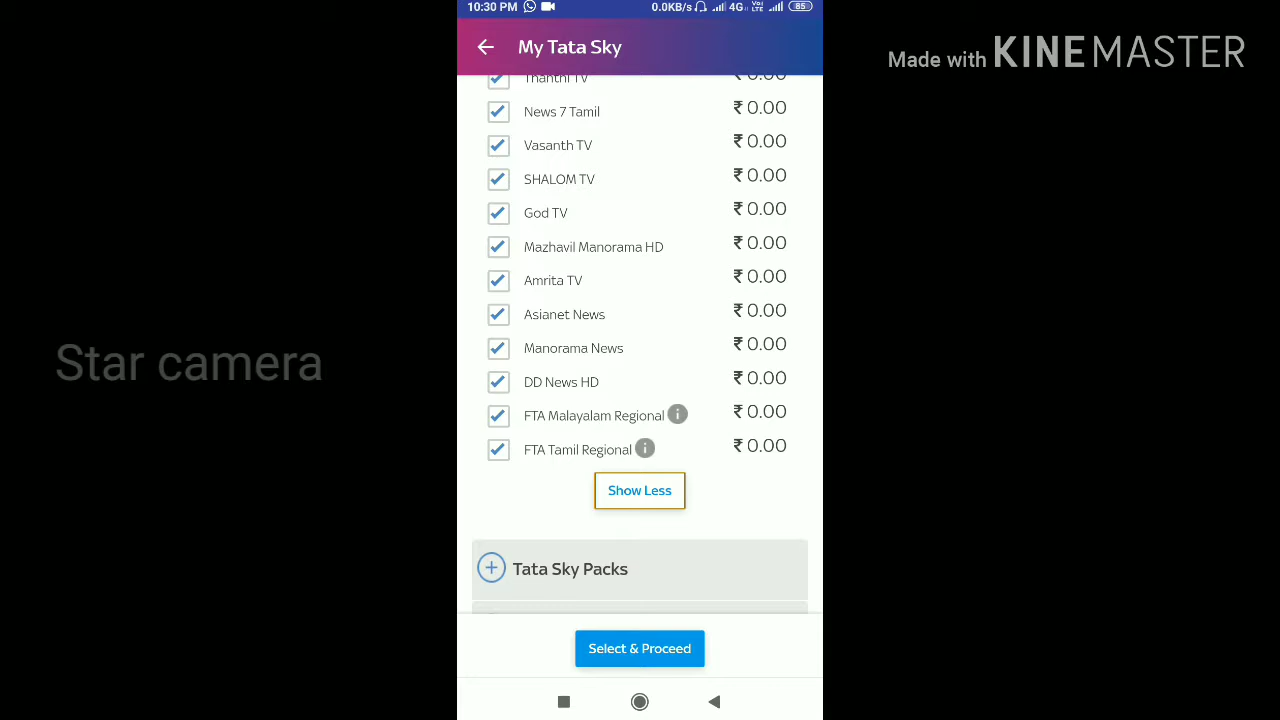 10:30 PM 0.0KB/s 4G Vo LTE 85
My Tata Sky
Made with KINEMASTER
Thanthi TV ₹ 0.00
News 7 Tamil ₹ 0.00
Vasanth TV ₹ 0.00
SHALOM TV ₹ 0.00
God TV ₹ 0.00
Mazhavil Manorama HD ₹ 0.00
Amrita TV ₹ 0.00
Asianet News ₹ 0.00
Manorama News ₹ 0.00
Star camera
DD News HD ₹ 0.00
FTA Malayalam Regional i ₹ 0.00
FTA Tamil Regional i ₹ 0.00
Show Less
Tata Sky Packs
Select & Proceed